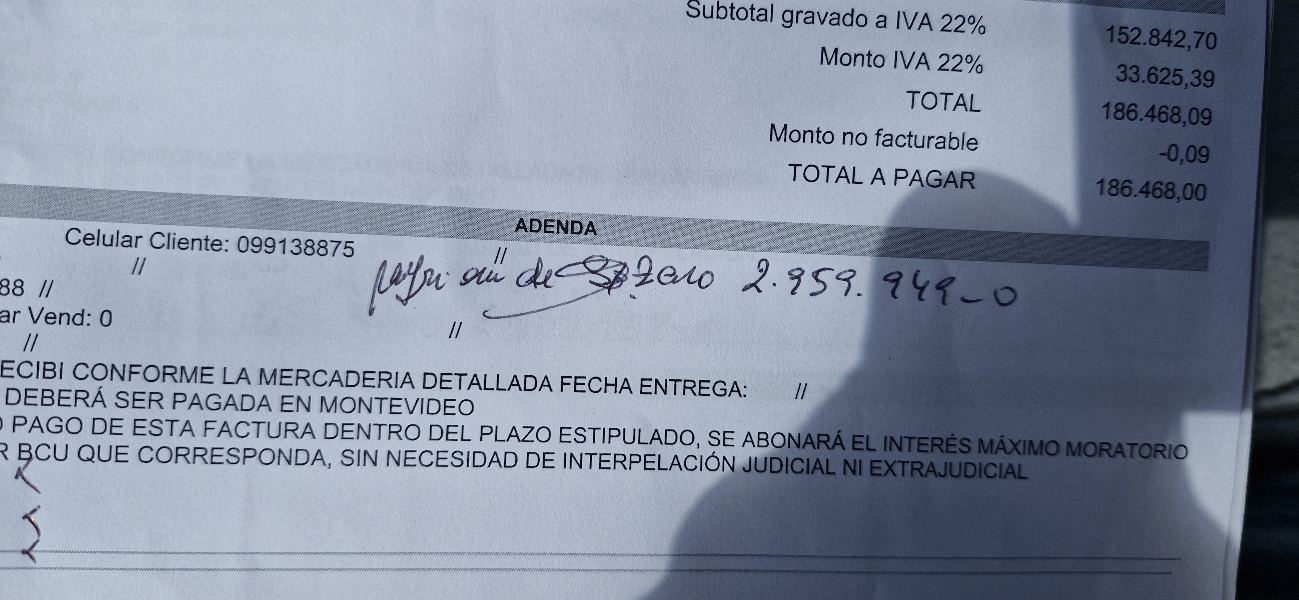 Subtotal gravado a IVA 22% 152.842,70
Monto IVA 22% 33.625,39
TOTAL 186.468,09
Monto no facturable -0,09
TOTAL A PAGAR 186.468,00
ADENDA
Celular Cliente: 099138875 //
//
de Zeno 2.959.949-0
88 //
ar Vend: 0 //
//
ECIBI CONFORME LA MERCADERIA DETALLADA FECHA ENTREGA: //
DEBERÁ SER PAGADA EN MONTEVIDEO
O PAGO DE ESTA FACTURA DENTRO DEL PLAZO ESTIPULADO, SE ABONARÁ EL INTERÉS MÁXIMO MORATORIO
R BCU QUE CORRESPONDA, SIN NECESIDAD DE INTERPELACIÓN JUDICIAL NI EXTRAJUDICIAL